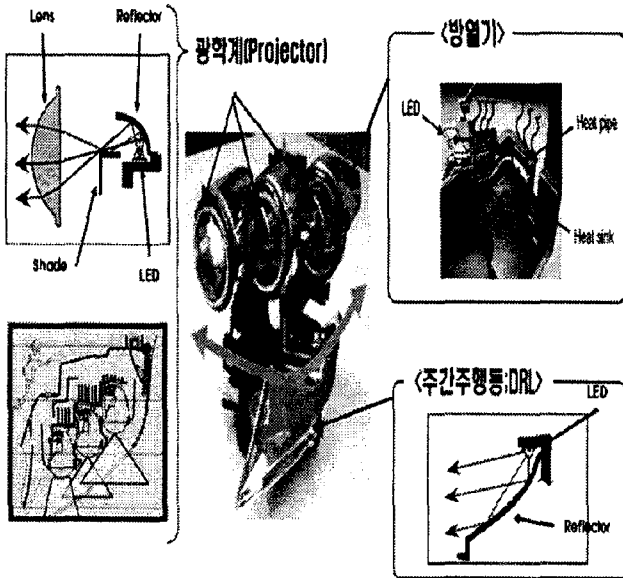 Lens
Reflector
Shade
LED
광학계(Projector)
<방열기>
LED
Heat pipe
Heat sink
<주간주행등;DRL>
LED
Reflector